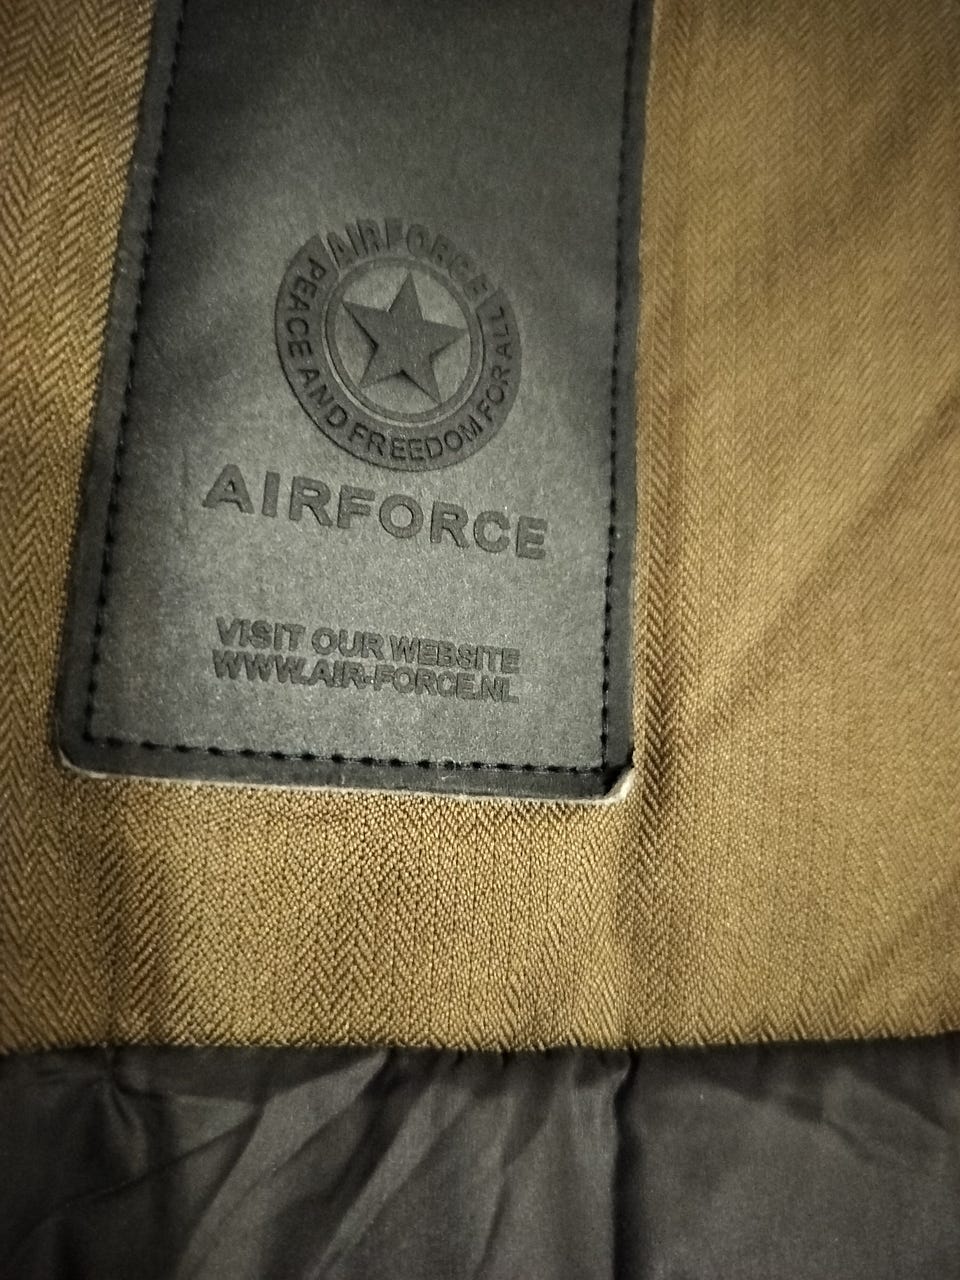 AIRFORCE
PEACE AND FREEDOM FOR ALL
AIRFORCE
VISIT OUR WEBSITE
WWW.AIR-FORCE.NL